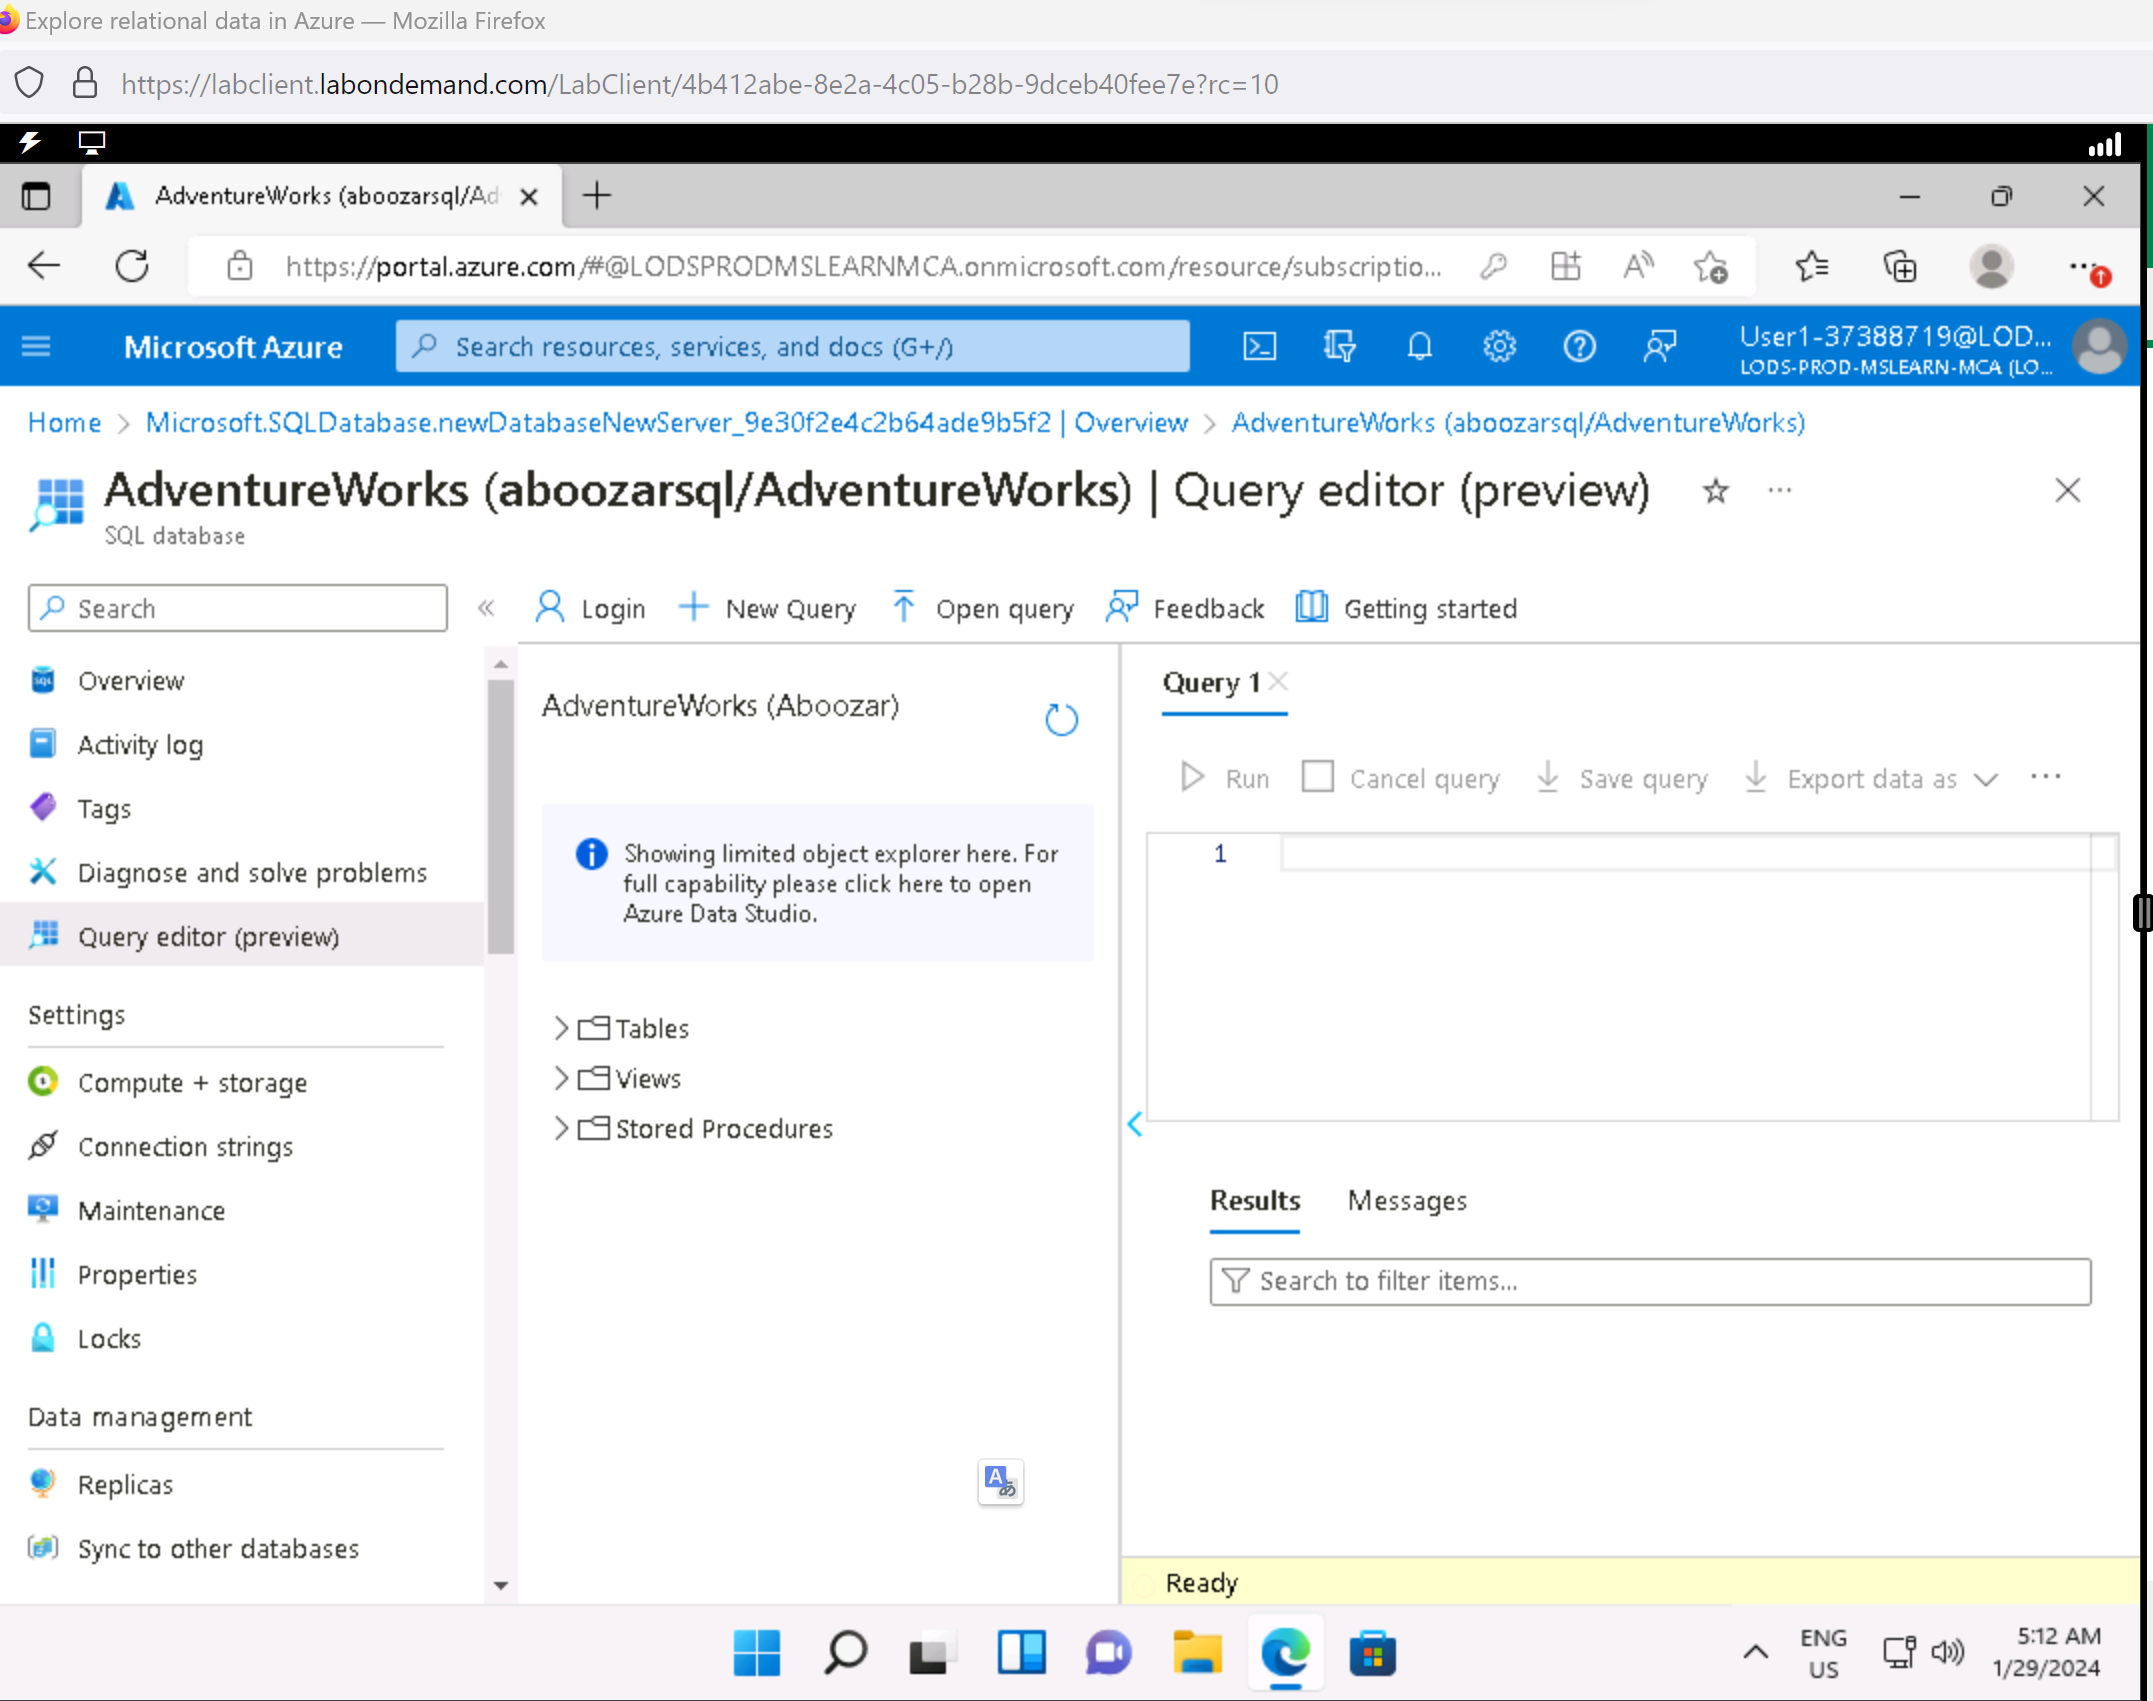 Explore relational data in Azure — Mozilla Firefox
https://labclient.labondemand.com/LabClient/4b412abe-8e2a-4c05-b28b-9dceb40fee7e?rc=10
AdventureWorks (aboozarsql/Ad
https://portal.azure.com/#@LODSPRODMSLEARNMCA.onmicrosoft.com/resource/subscriptio...
Microsoft Azure
Search resources, services, and docs (G+/)
User1-37388719@LOD...
LODS-PROD-MSLEARN-MCA (LO...
Home > Microsoft.SQLDatabase.newDatabaseNewServer_9e30f2e4c2b64ade9b5f2 | Overview > AdventureWorks (aboozarsql/AdventureWorks)
AdventureWorks (aboozarsql/AdventureWorks) | Query editor (preview)
SQL database
Search
Login
New Query
Open query
Feedback
Getting started
Overview
Activity log
Tags
Diagnose and solve problems
Query editor (preview)
Settings
Compute + storage
Connection strings
Maintenance
Properties
Locks
Data management
Replicas
Sync to other databases
AdventureWorks (Aboozar)
Showing limited object explorer here. For
full capability please click here to open
Azure Data Studio.
Tables
Views
Stored Procedures
Query 1
Run
Cancel query
Save query
Export data as
1
Results
Messages
Search to filter items...
Ready
ENG
US
5:12 AM
1/29/2024